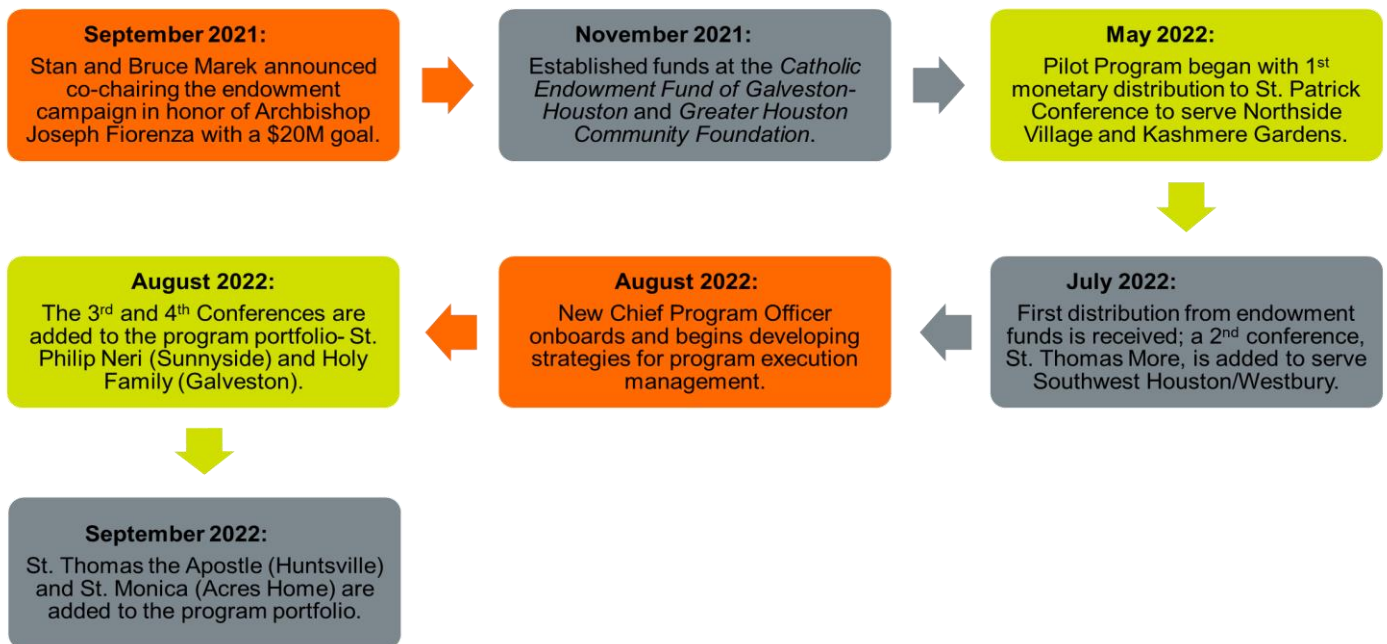 September 2021:
Stan and Bruce Marek announced
co-chairing the endowment
campaign in honor of Archbishop
Joseph Fiorenza with a $20M goal.
November 2021:
Established funds at the Catholic
Endowment Fund of Galveston-
Houston and Greater Houston
Community Foundation.
May 2022:
Pilot Program began with 1st
monetary distribution to St. Patrick
Conference to serve Northside
Village and Kashmere Gardens.
July 2022:
First distribution from endowment
funds is received; a 2nd conference,
St. Thomas More, is added to serve
Southwest Houston/Westbury.
August 2022:
New Chief Program Officer
onboards and begins developing
strategies for program execution
management.
August 2022:
The 3rd and 4th Conferences are
added to the program portfolio- St.
Philip Neri (Sunnyside) and Holy
Family (Galveston).
September 2022:
St. Thomas the Apostle (Huntsville)
and St. Monica (Acres Home) are
added to the program portfolio.